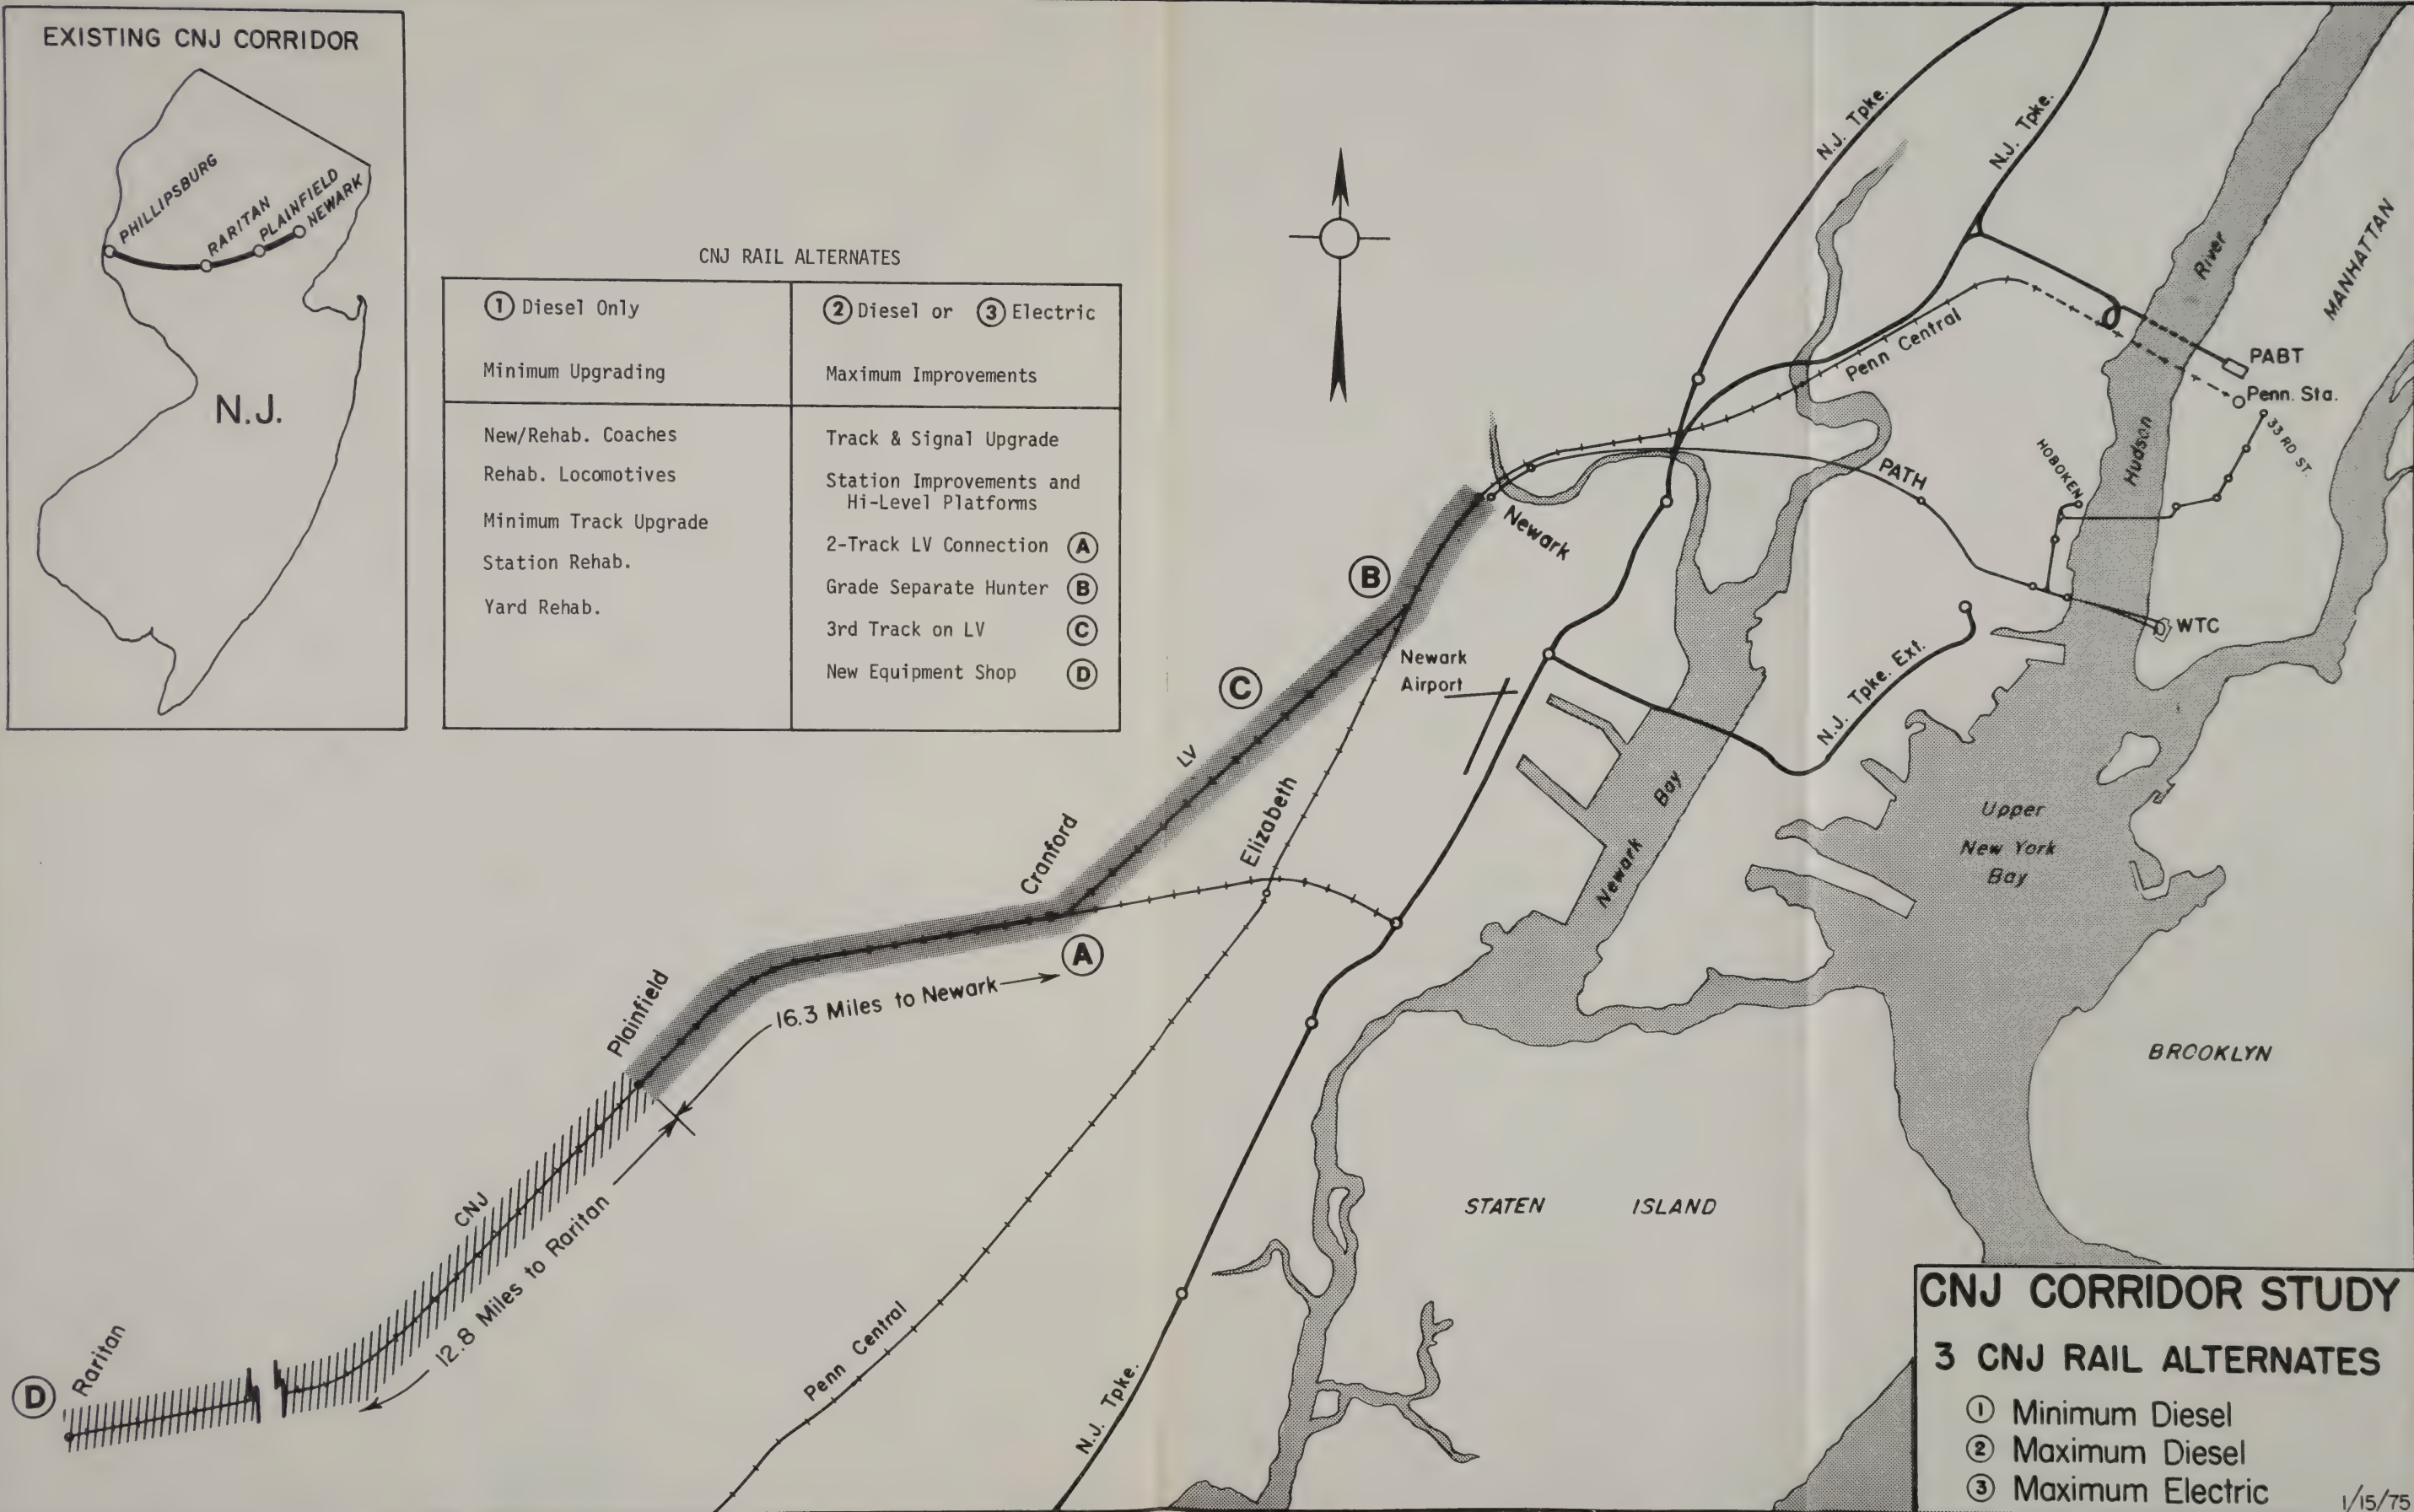 EXISTING CNJ CORRIDOR
PHILLIPSBURG
RARITAN
PLAINFIELD
NEWARK
N.J.
CNJ RAIL ALTERNATES
① Diesel Only
Minimum Upgrading
New/Rehab. Coaches
Rehab. Locomotives
Minimum Track Upgrade
Station Rehab.
Yard Rehab.
② Diesel or ③ Electric
Maximum Improvements
Track & Signal Upgrade
Station Improvements and
Hi-Level Platforms
2-Track LV Connection Ⓐ
Grade Separate Hunter Ⓑ
3rd Track on LV Ⓒ
New Equipment Shop Ⓓ
N.J. Tpke.
N.J. Tpke.
River
MANHATTAN
Penn Central
PABT
Penn. Sta.
33 RD ST.
HOBOKEN
Hudson
PATH
Newark
Ⓑ
WTC
Newark
Airport
N.J. Tpke. Ext.
Ⓒ
LV
Elizabeth
Cranford
Newark
Bay
Upper
New York
Bay
Ⓐ
16.3 Miles to Newark
Plainfield
BROOKLYN
CNJ
12.8 Miles to Raritan
STATEN ISLAND
Raritan
Ⓓ
Penn Central
N.J. Tpke.
CNJ CORRIDOR STUDY
3 CNJ RAIL ALTERNATES
① Minimum Diesel
② Maximum Diesel
③ Maximum Electric
1/15/75